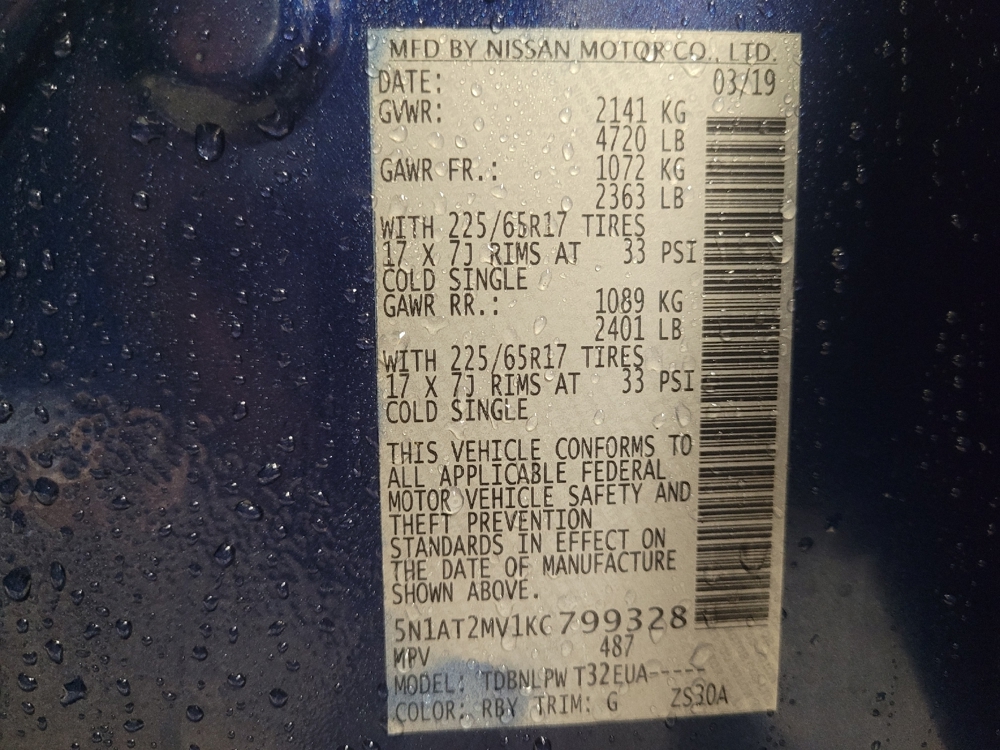 MFD BY NISSAN MOTOR CO., LTD.
DATE: 03/19
GVWR: 2141 KG
4720 LB
GAWR FR.: 1072 KG
2363 LB
WITH 225/65R17 TIRES
17 X 7J RIMS AT 33 PSI
COLD SINGLE
GAWR RR.: 1089 KG
2401 LB
WITH 225/65R17 TIRES
17 X 7J RIMS AT 33 PSI
COLD SINGLE
THIS VEHICLE CONFORMS TO
ALL APPLICABLE FEDERAL
MOTOR VEHICLE SAFETY AND
THEFT PREVENTION
STANDARDS IN EFFECT ON
THE DATE OF MANUFACTURE
SHOWN ABOVE.
5N1AT2MV1KC799328
MPV 487
MODEL: TDBNLPW T32EUA-----
COLOR: RBY TRIM: G ZS30A